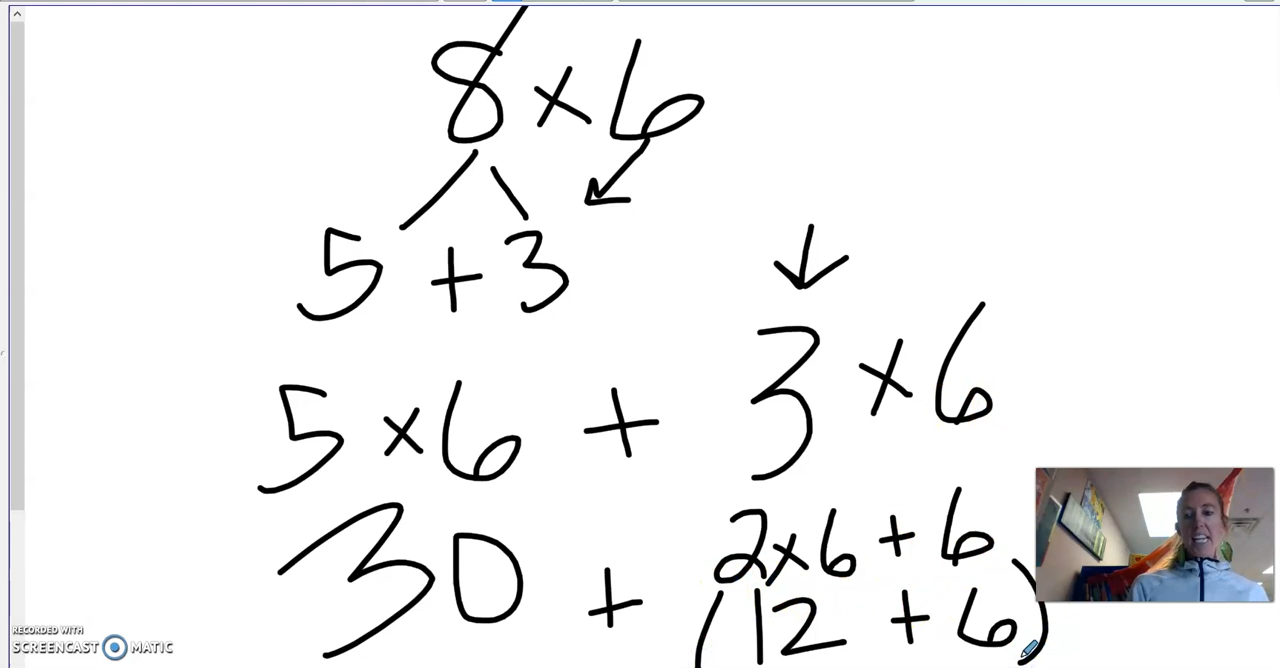 8 × 6
5 + 3
5 × 6 + 3 × 6
2 × 6 + 6
30 + (12 + 6)
RECORDED WITH
SCREENCAST MATIC